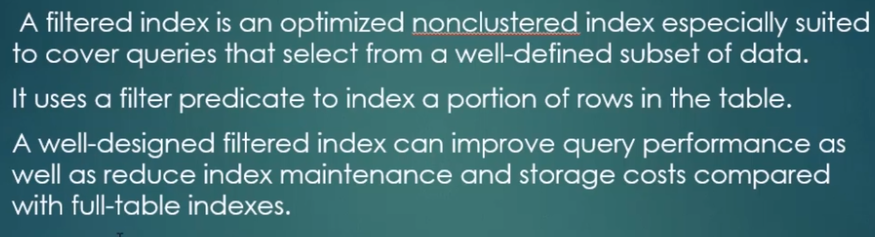 A filtered index is an optimized nonclustered index especially suited
to cover queries that select from a well-defined subset of data.
It uses a filter predicate to index a portion of rows in the table.
A well-designed filtered index can improve query performance as
well as reduce index maintenance and storage costs compared
with full-table indexes.